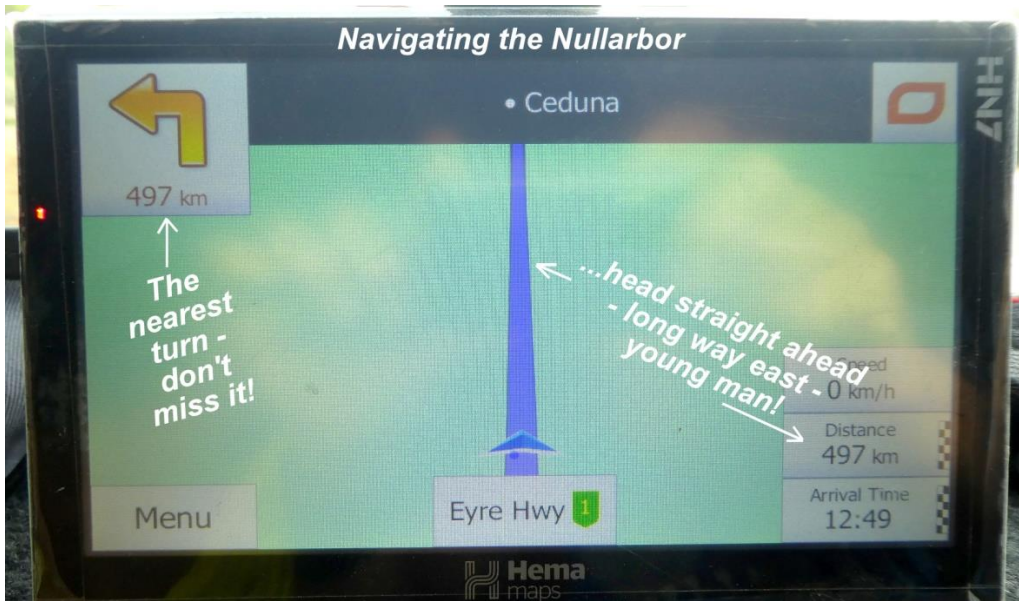 Navigating the Nullarbor
HN7
• Ceduna
497 km
The
nearest
turn -
don't
miss it!
...head straight ahead
- long way east -
young man!
Speed
0 km/h
Distance
497 km
Arrival Time
12:49
Menu
Eyre Hwy 1
Hema
maps